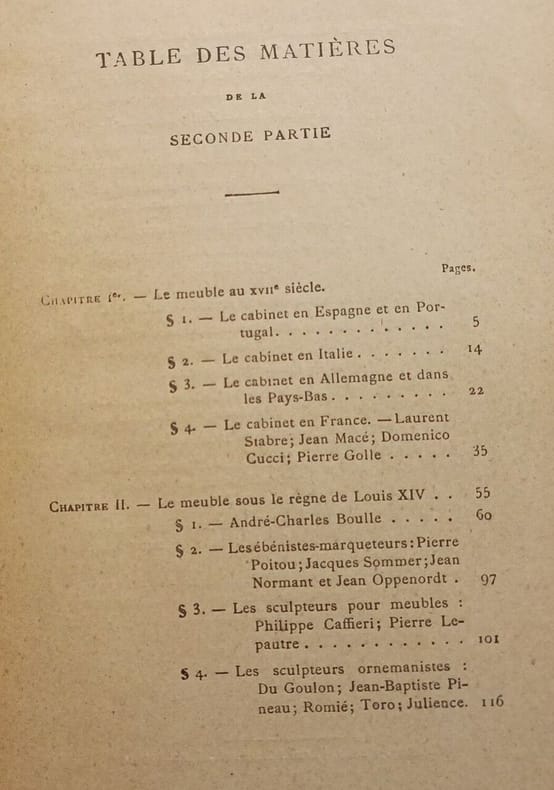 TABLE DES MATIÈRES
DE LA
SECONDE PARTIE
Pages.
CHAPITRE Ier. — Le meuble au XVIIe siècle.
§ 1. — Le cabinet en Espagne et en Por-
tugal. . . . . . . . . . . . . 5
§ 2. — Le cabinet en Italie . . . . . . . 14
§ 3. — Le cabinet en Allemagne et dans
les Pays-Bas . . . . . . . . . 22
§ 4. — Le cabinet en France. — Laurent
Stabre; Jean Macé; Domenico
Cucci; Pierre Golle . . . . . 35
CHAPITRE II. — Le meuble sous le règne de Louis XIV . . 55
§ 1. — André-Charles Boulle . . . . . 60
§ 2. — Les ébénistes-marqueteurs: Pierre
Poitou; Jacques Sommer; Jean
Normant et Jean Oppenordt . 97
§ 3. — Les sculpteurs pour meubles :
Philippe Caffieri; Pierre Le-
pautre . . . . . . . . . . . . 101
§ 4. — Les sculpteurs ornemanistes :
Du Goulon; Jean-Baptiste Pi-
neau; Romié; Toro; Julience. 116